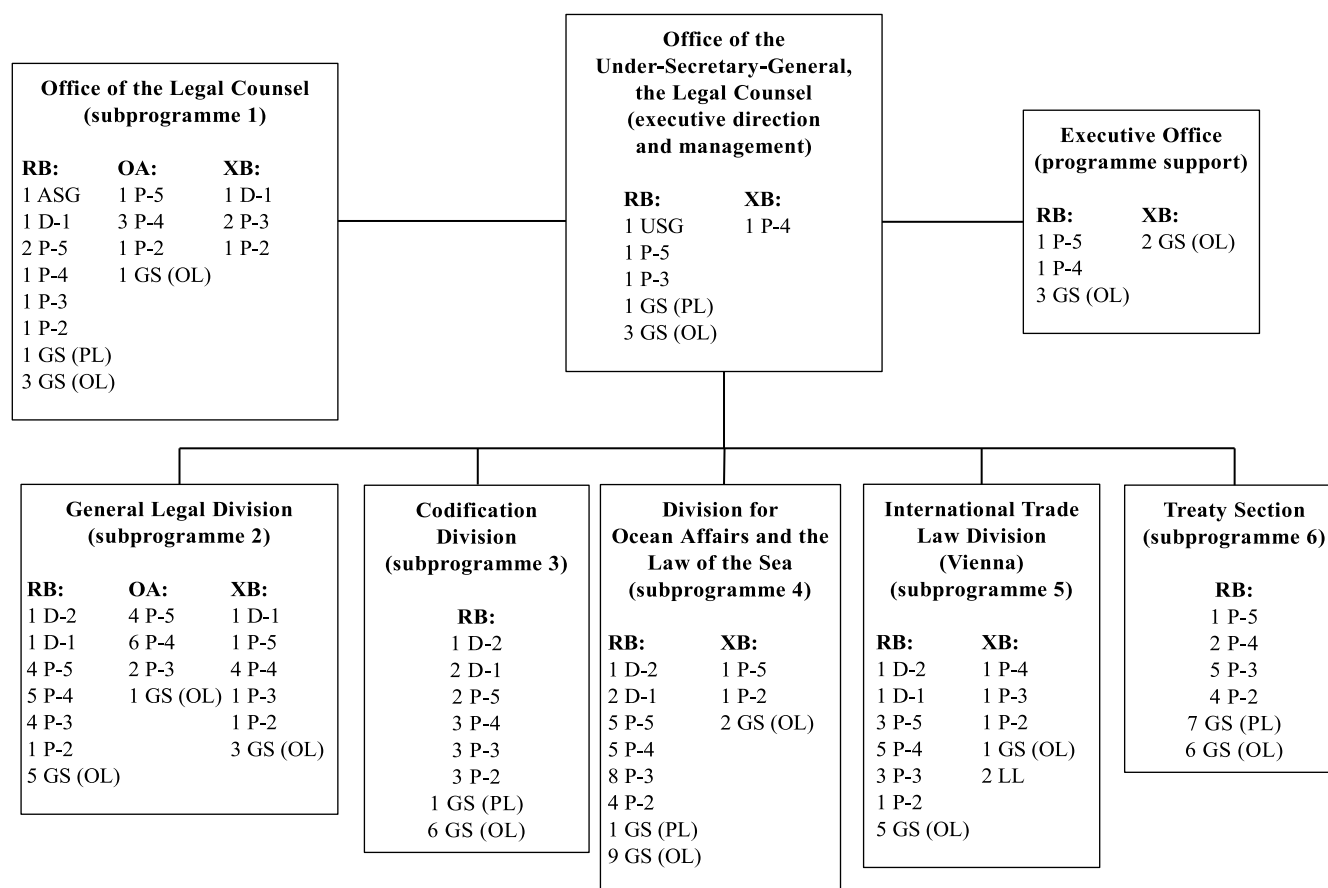 Office of the Legal Counsel
(subprogramme 1)
RB: OA: XB:
1 ASG 1 P-5 1 D-1
1 D-1 3 P-4 2 P-3
2 P-5 1 P-2 1 P-2
1 P-4 1 GS (OL)
1 P-3
1 P-2
1 GS (PL)
3 GS (OL)
Office of the
Under-Secretary-General,
the Legal Counsel
(executive direction
and management)
RB: XB:
1 USG 1 P-4
1 P-5
1 P-3
1 GS (PL)
3 GS (OL)
Executive Office
(programme support)
RB: XB:
1 P-5 2 GS (OL)
1 P-4
3 GS (OL)
General Legal Division
(subprogramme 2)
RB: OA: XB:
1 D-2 4 P-5 1 D-1
1 D-1 6 P-4 1 P-5
4 P-5 2 P-3 4 P-4
5 P-4 1 GS (OL) 1 P-3
4 P-3 1 P-2
1 P-2 3 GS (OL)
5 GS (OL)
Codification
Division
(subprogramme 3)
RB:
1 D-2
2 D-1
2 P-5
3 P-4
3 P-3
3 P-2
1 GS (PL)
6 GS (OL)
Division for
Ocean Affairs and the
Law of the Sea
(subprogramme 4)
RB: XB:
1 D-2 1 P-5
2 D-1 1 P-2
5 P-5 2 GS (OL)
5 P-4
8 P-3
4 P-2
1 GS (PL)
9 GS (OL)
International Trade
Law Division
(Vienna)
(subprogramme 5)
RB: XB:
1 D-2 1 P-4
1 D-1 1 P-3
3 P-5 1 P-2
5 P-4 1 GS (OL)
3 P-3 2 LL
1 P-2
5 GS (OL)
Treaty Section
(subprogramme 6)
RB:
1 P-5
2 P-4
5 P-3
4 P-2
7 GS (PL)
6 GS (OL)